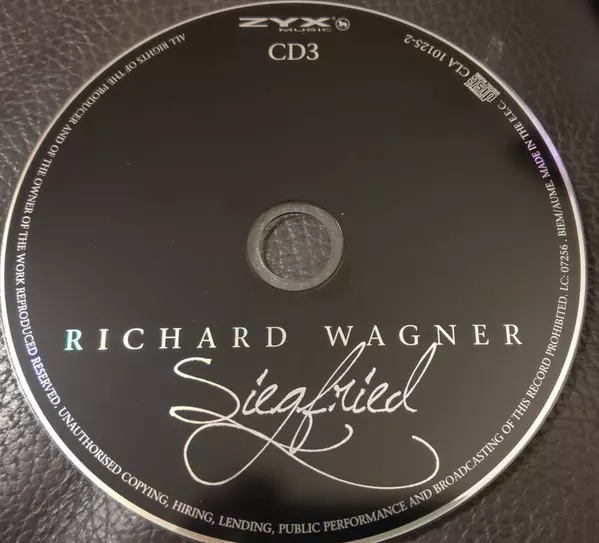 ZYX
MUSIC
CD3
CLA 10125-2
RICHARD WAGNER
Siegfried
ALL RIGHTS OF THE PRODUCER AND OF THE OWNER OF THE WORK REPRODUCED RESERVED. UNAUTHORISED COPYING, HIRING, LENDING, PUBLIC PERFORMANCE AND BROADCASTING OF THIS RECORD PROHIBITED. LC: 07256 . BIEM/AUME. MADE IN THE E.E.C.